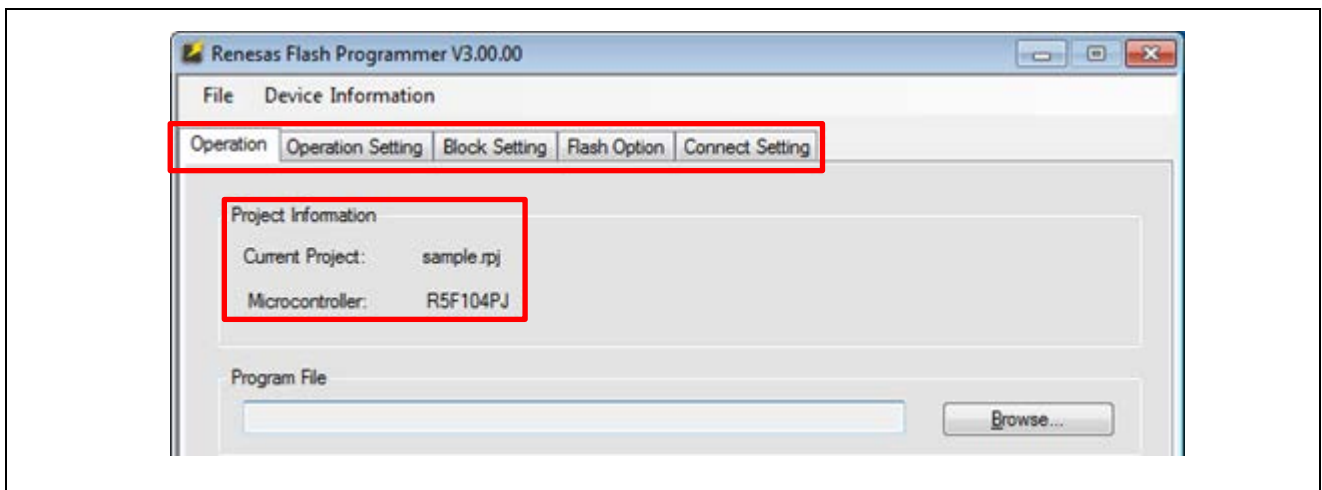 Renesas Flash Programmer V3.00.00
File Device Information
Operation Operation Setting Block Setting Flash Option Connect Setting
Project Information
Current Project: sample.rpj
Microcontroller: R5F104PJ
Program File
Browse...